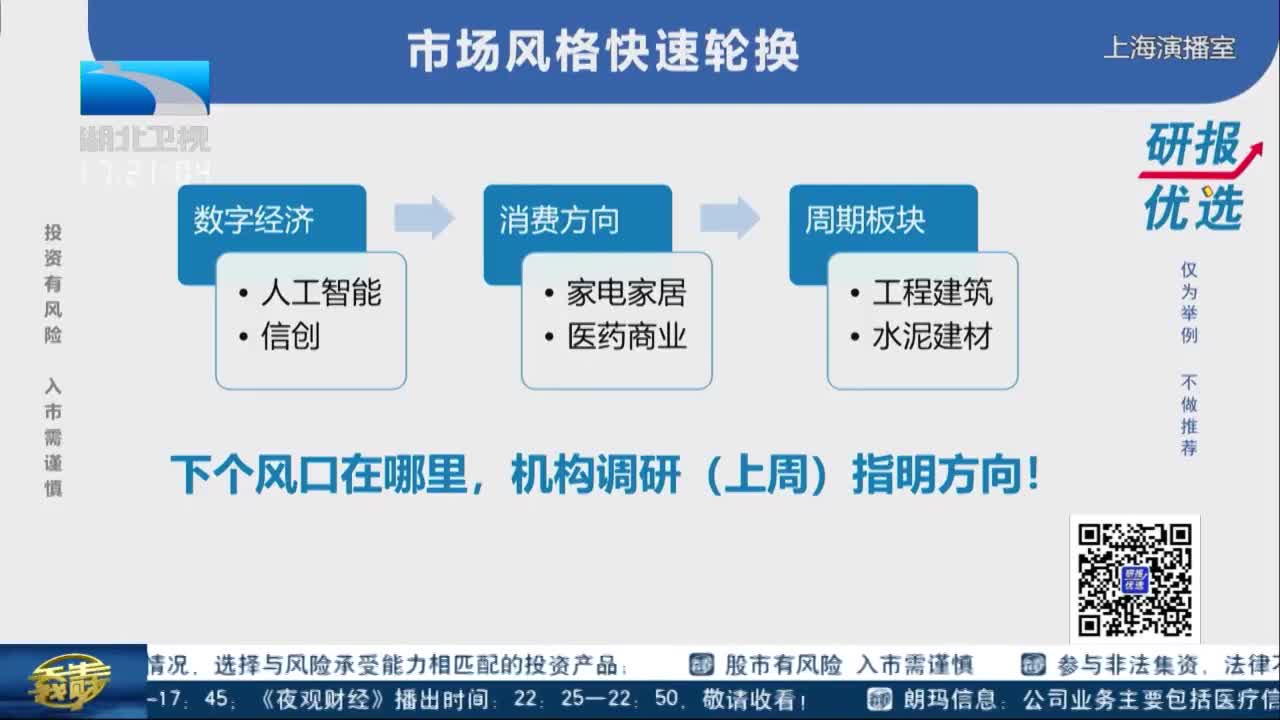 市场风格快速轮换
上海演播室
湖北卫视
17:21:04
研报
优选
数字经济
• 人工智能
• 信创
消费方向
• 家电家居
• 医药商业
周期板块
• 工程建筑
• 水泥建材
投资有风险 入市需谨慎
仅为举例 不做推荐
下个风口在哪里，机构调研（上周）指明方向！
研报
优选
情况，选择与风险承受能力相匹配的投资产品；
股市有风险 入市需谨慎
参与非法集资，法律不
-17：45；《夜观财经》播出时间：22：25—22：50，敬请收看！
朗玛信息：公司业务主要包括医疗信